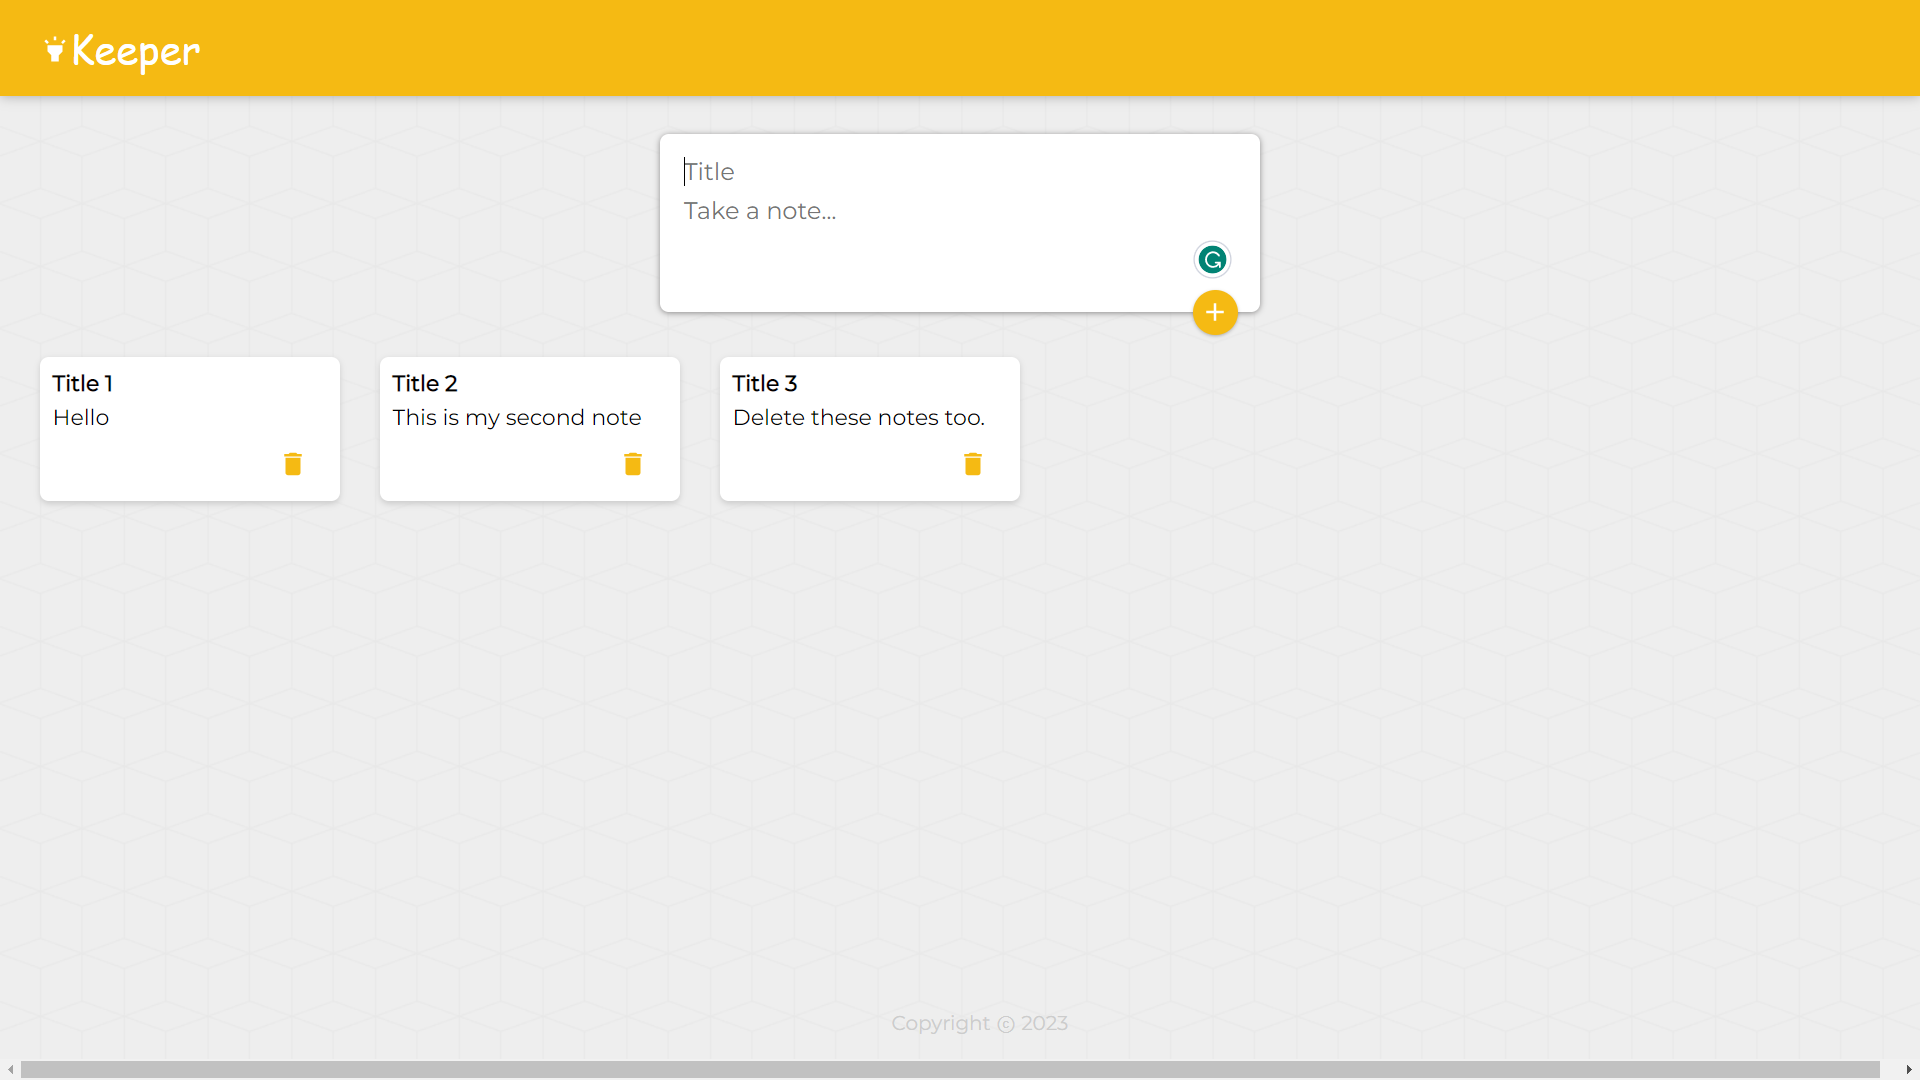 Keeper
Title
Take a note...
Title 1
Hello
Title 2
This is my second note
Title 3
Delete these notes too.
Copyright © 2023